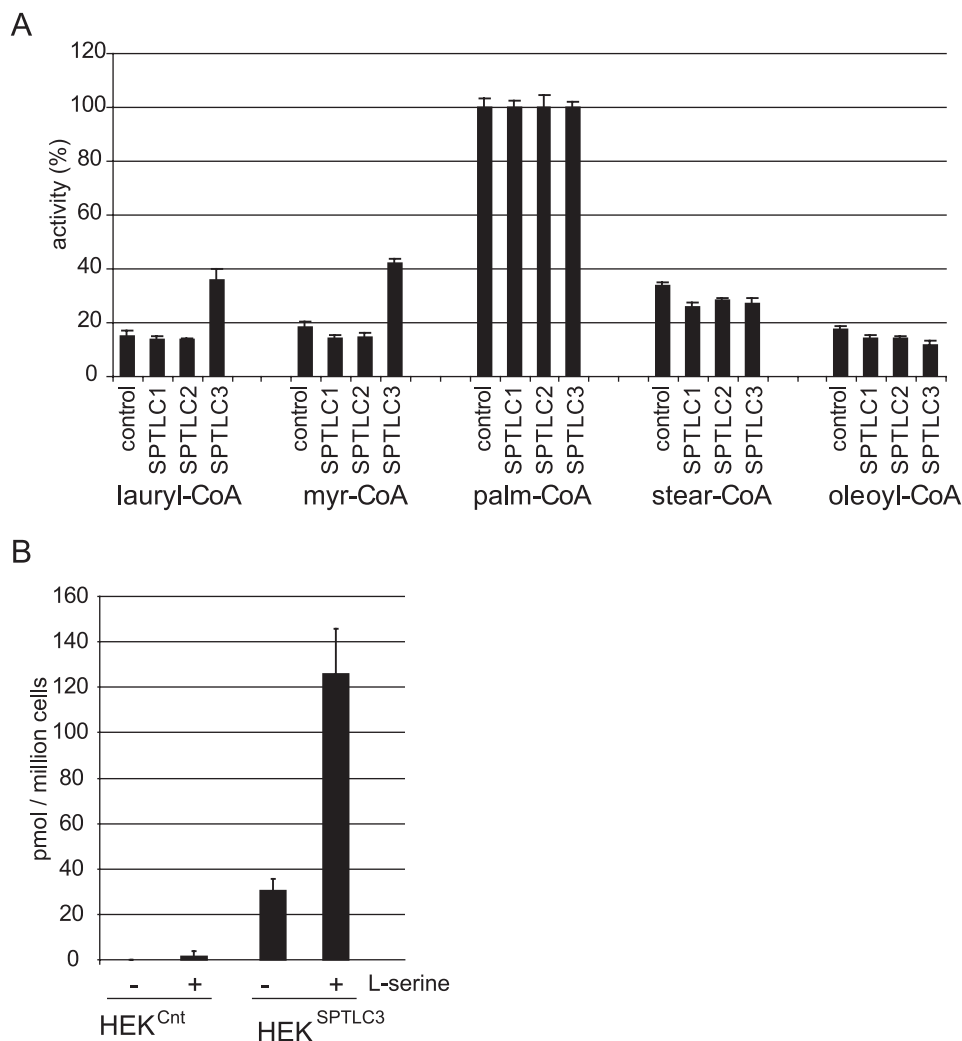 A
120
100
80
60
40
20
0
activity (%)
control SPTLC1 SPTLC2 SPTLC3 control SPTLC1 SPTLC2 SPTLC3 control SPTLC1 SPTLC2 SPTLC3 control SPTLC1 SPTLC2 SPTLC3 control SPTLC1 SPTLC2 SPTLC3
lauryl-CoA myr-CoA palm-CoA stear-CoA oleoyl-CoA
B
160
140
120
100
80
60
40
20
0
pmol / million cells
- + - + L-serine
HEK^Cnt HEK^SPTLC3